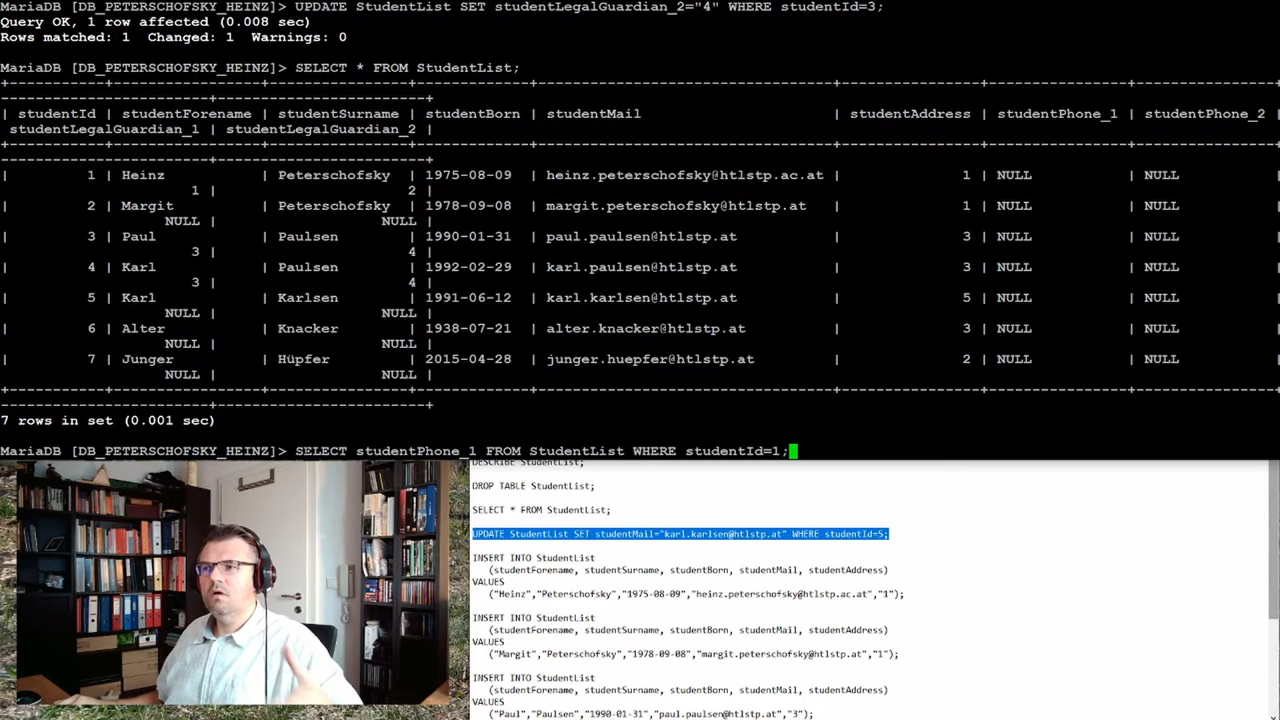 MariaDB [DB_PETERSCHOFSKY_HEINZ]> UPDATE StudentList SET studentLegalGuardian_2="4" WHERE studentId=3;
Query OK, 1 row affected (0.008 sec)
Rows matched: 1  Changed: 1  Warnings: 0
MariaDB [DB_PETERSCHOFSKY_HEINZ]> SELECT * FROM StudentList;
| studentId | studentForename | studentSurname | studentBorn | studentMail | studentAddress | studentPhone_1 | studentPhone_2
studentLegalGuardian_1 | studentLegalGuardian_2 |
| 1 | Heinz | Peterschofsky | 1975-08-09 | heinz.peterschofsky@htlstp.ac.at | 1 | NULL | NULL
1 | 2 |
| 2 | Margit | Peterschofsky | 1978-09-08 | margit.peterschofsky@htlstp.at | 1 | NULL | NULL
NULL | NULL |
| 3 | Paul | Paulsen | 1990-01-31 | paul.paulsen@htlstp.at | 3 | NULL | NULL
3 | 4 |
| 4 | Karl | Paulsen | 1992-02-29 | karl.paulsen@htlstp.at | 3 | NULL | NULL
3 | 4 |
| 5 | Karl | Karlsen | 1991-06-12 | karl.karlsen@htlstp.at | 5 | NULL | NULL
NULL | NULL |
| 6 | Alter | Knacker | 1938-07-21 | alter.knacker@htlstp.at | 3 | NULL | NULL
NULL | NULL |
| 7 | Junger | Hüpfer | 2015-04-28 | junger.huepfer@htlstp.at | 2 | NULL | NULL
NULL | NULL |
7 rows in set (0.001 sec)
MariaDB [DB_PETERSCHOFSKY_HEINZ]> SELECT studentPhone_1 FROM StudentList WHERE studentId=1;
DESCRIBE StudentList;
DROP TABLE StudentList;
SELECT * FROM StudentList;
UPDATE StudentList SET studentMail="karl.karlsen@htlstp.at" WHERE studentId=5;
INSERT INTO StudentList
(studentForename, studentSurname, studentBorn, studentMail, studentAddress)
VALUES
("Heinz","Peterschofsky","1975-08-09","heinz.peterschofsky@htlstp.ac.at","1");
INSERT INTO StudentList
(studentForename, studentSurname, studentBorn, studentMail, studentAddress)
VALUES
("Margit","Peterschofsky","1978-09-08","margit.peterschofsky@htlstp.at","1");
INSERT INTO StudentList
(studentForename, studentSurname, studentBorn, studentMail, studentAddress)
VALUES
("Paul","Paulsen","1990-01-31","paul.paulsen@htlstp.at","3");